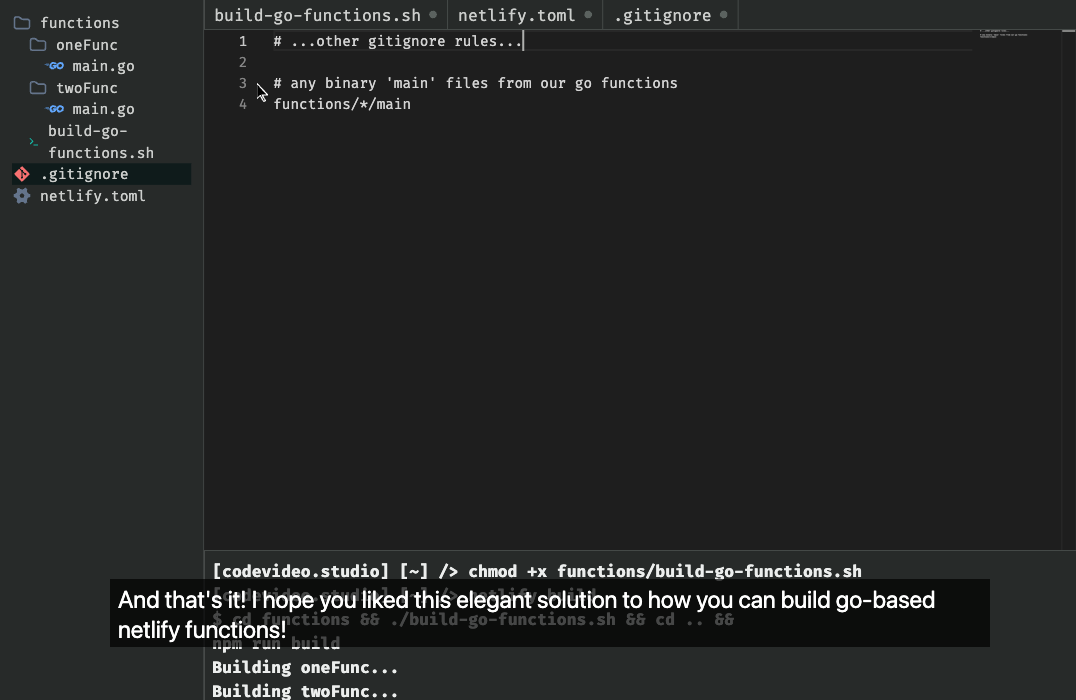 functions
oneFunc
main.go
twoFunc
main.go
build-go-
functions.sh
.gitignore
netlify.toml
build-go-functions.sh
netlify.toml
.gitignore
1 # ...other gitignore rules...
2
3 # any binary 'main' files from our go functions
4 functions/*/main
[codevideo.studio] [~] /> chmod +x functions/build-go-functions.sh
[codevideo.studio] [~] /> netlify build
$ cd functions && ./build-go-functions.sh && cd .. &&
npm run build
Building oneFunc...
Building twoFunc...
And that's it! I hope you liked this elegant solution to how you can build go-based
netlify functions!